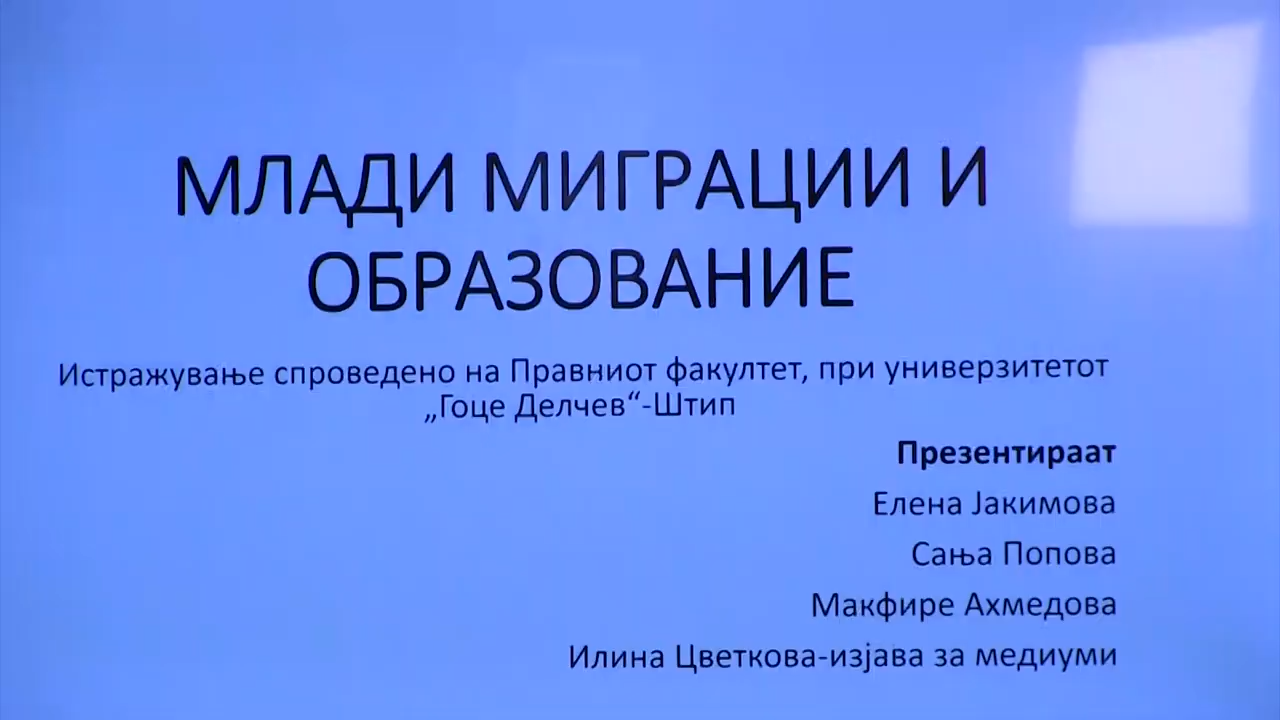 МЛАДИ МИГРАЦИИ И
ОБРАЗОВАНИЕ
Истражување спроведено на Правниот факултет, при универзитетот
„Гоце Делчев“-Штип
Презентираат
Елена Јакимова
Сања Попова
Макфире Ахмедова
Илина Цветкова-изјава за медиуми